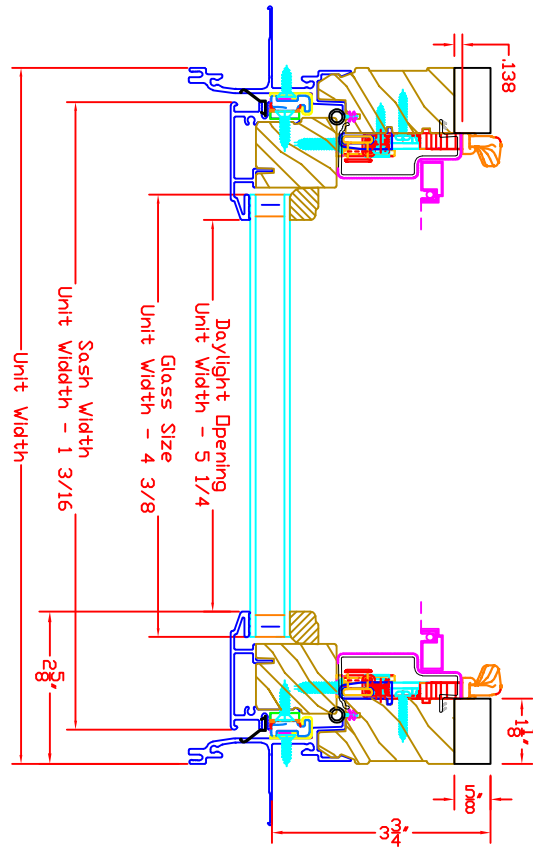 .138
Daylight Opening
Unit Width - 5 1/4
Glass Size
Unit Width - 4 3/8
Sash Width
Unit Widdth - 1 3/16
Unit Width
2 5/8"
1 1/8"
5/8"
3 3/4"